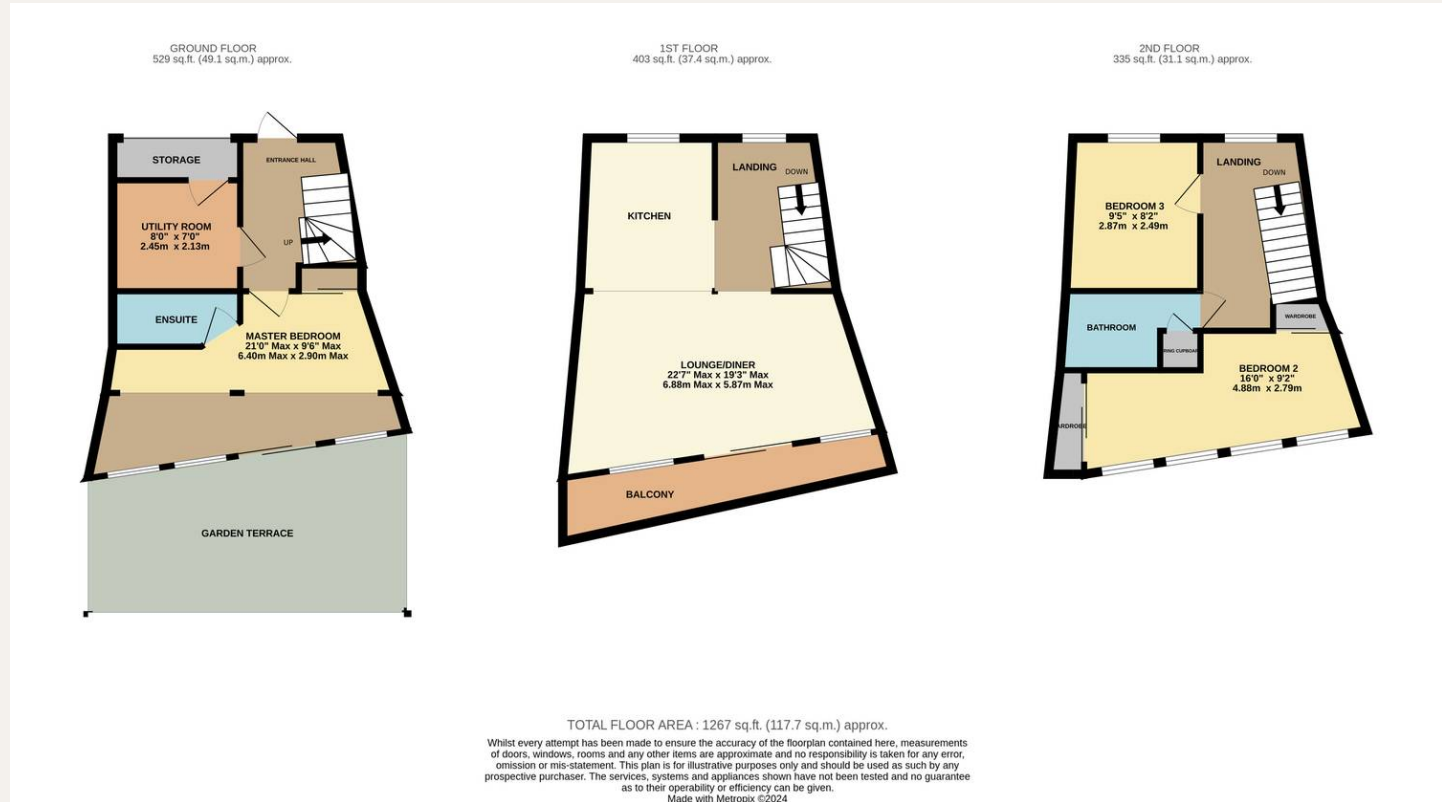 GROUND FLOOR
529 sq.ft. (49.1 sq.m.) approx.
STORAGE
ENTRANCE HALL
UTILITY ROOM
8'0" x 7'0"
2.45m x 2.13m
UP
ENSUITE
MASTER BEDROOM
21'0" Max x 9'6" Max
6.40m Max x 2.90m Max
GARDEN TERRACE
1ST FLOOR
403 sq.ft. (37.4 sq.m.) approx.
LANDING
DOWN
KITCHEN
LOUNGE/DINER
22'7" Max x 19'3" Max
6.88m Max x 5.87m Max
BALCONY
2ND FLOOR
335 sq.ft. (31.1 sq.m.) approx.
LANDING
DOWN
BEDROOM 3
9'5" x 8'2"
2.87m x 2.49m
BATHROOM
WARDROBE
BEDROOM 2
16'0" x 9'2"
4.88m x 2.79m
TOTAL FLOOR AREA : 1267 sq.ft. (117.7 sq.m.) approx.
Whilst every attempt has been made to ensure the accuracy of the floorplan contained here, measurements
of doors, windows, rooms and any other items are approximate and no responsibility is taken for any error,
omission or mis-statement. This plan is for illustrative purposes only and should be used as such by any
prospective purchaser. The services, systems and appliances shown have not been tested and no guarantee
as to their operability or efficiency can be given.
Made with Metropix ©2024